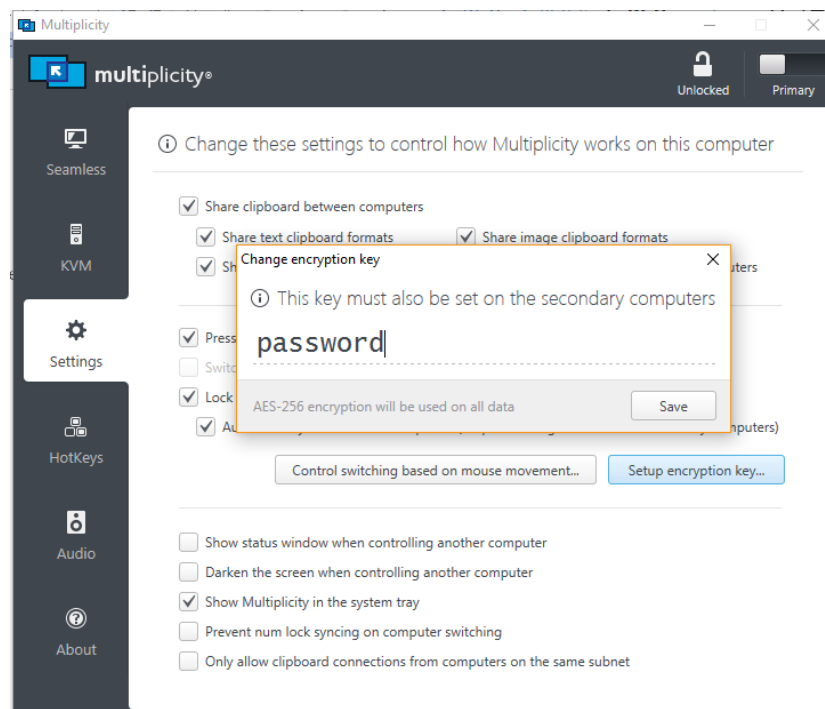 Multiplicity
multiplicity®
Unlocked
Primary
Seamless
KVM
Settings
HotKeys
Audio
About
Change these settings to control how Multiplicity works on this computer
Share clipboard between computers
Share text clipboard formats
Share image clipboard formats
Change encryption key
This key must also be set on the secondary computers
password
AES-256 encryption will be used on all data
Save
Press
Lock
Control switching based on mouse movement...
Setup encryption key...
Show status window when controlling another computer
Darken the screen when controlling another computer
Show Multiplicity in the system tray
Prevent num lock syncing on computer switching
Only allow clipboard connections from computers on the same subnet